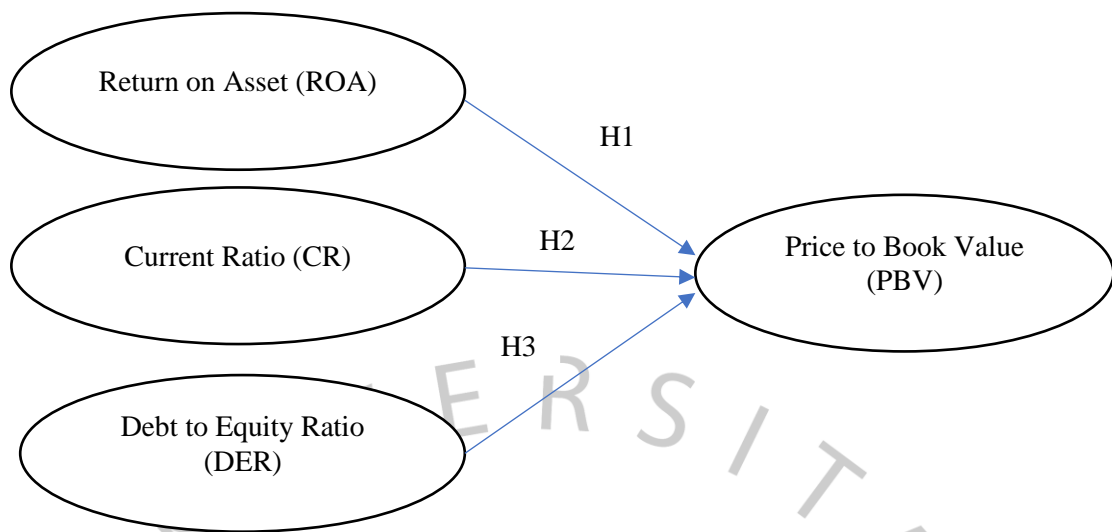 Return on Asset (ROA)
H1
Current Ratio (CR)
H2
Price to Book Value
(PBV)
H3
Debt to Equity Ratio
(DER)
ERSIT